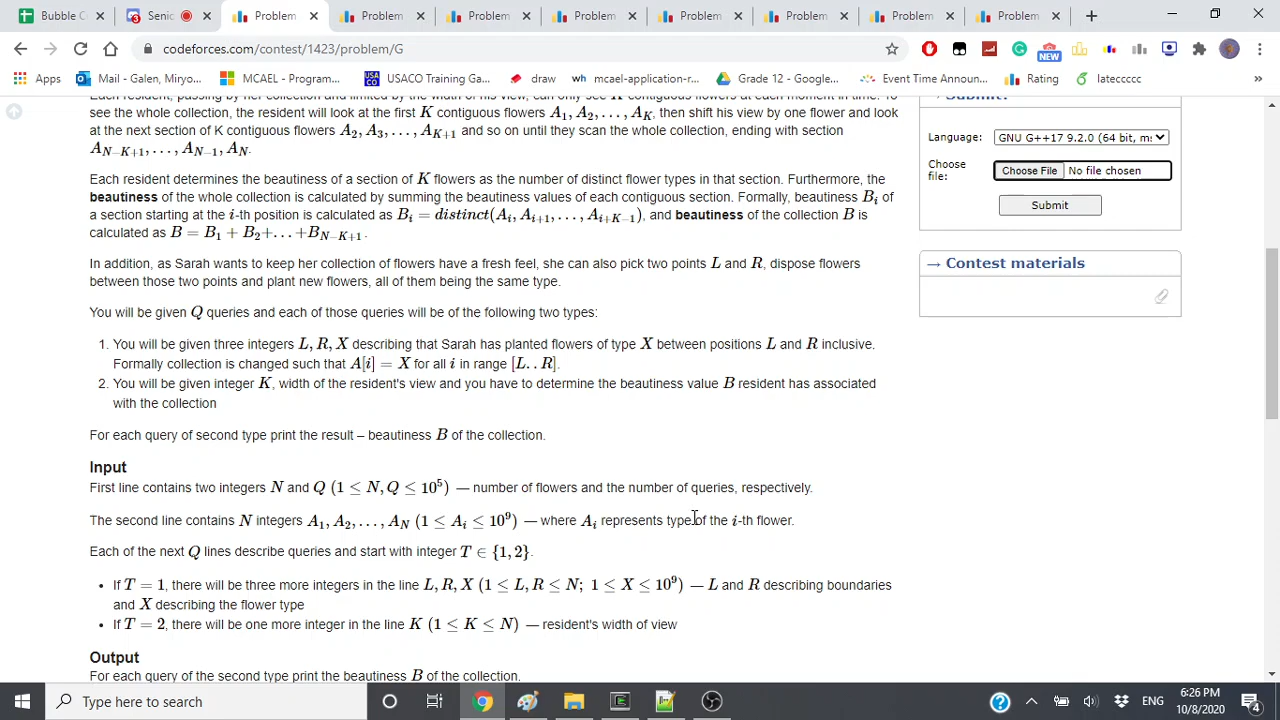 Bubble C
Senic
Problem
Problem
Problem
Problem
Problem
Problem
Problem
Problem
codeforces.com/contest/1423/problem/G
NEW
Apps
Mail - Galen, Miryo...
MCAEL - Program...
USACO Training Ga...
draw
wh mcael-application-r...
Grade 12 - Google...
Event Time Announ...
Rating
lateccccc
»
see the whole collection, the resident will look at the first K contiguous flowers A1, A2, . . . , AK, then shift his view by one flower and look
at the next section of K contiguous flowers A2, A3, . . . , AK+1 and so on until they scan the whole collection, ending with section
AN−K+1, . . . , AN−1, AN.
Each resident determines the beautiness of a section of K flowers as the number of distinct flower types in that section. Furthermore, the
beautiness of the whole collection is calculated by summing the beautiness values of each contiguous section. Formally, beautiness Bi of
a section starting at the i-th position is calculated as Bi = distinct(Ai, Ai+1, . . . , Ai+K−1), and beautiness of the collection B is
calculated as B = B1 + B2+. . .+BN−K+1.
In addition, as Sarah wants to keep her collection of flowers have a fresh feel, she can also pick two points L and R, dispose flowers
between those two points and plant new flowers, all of them being the same type.
You will be given Q queries and each of those queries will be of the following two types:
1. You will be given three integers L, R, X describing that Sarah has planted flowers of type X between positions L and R inclusive.
Formally collection is changed such that A[i] = X for all i in range [L. . R].
2. You will be given integer K, width of the resident's view and you have to determine the beautiness value B resident has associated
with the collection
For each query of second type print the result – beautiness B of the collection.
Input
First line contains two integers N and Q (1 ≤ N, Q ≤ 10^5) — number of flowers and the number of queries, respectively.
The second line contains N integers A1, A2, . . . , AN (1 ≤ Ai ≤ 10^9) — where Ai represents type of the i-th flower.
Each of the next Q lines describe queries and start with integer T ∈ {1, 2}.
• If T = 1, there will be three more integers in the line L, R, X (1 ≤ L, R ≤ N; 1 ≤ X ≤ 10^9) — L and R describing boundaries
and X describing the flower type
• If T = 2, there will be one more integer in the line K (1 ≤ K ≤ N) — resident's width of view
Output
For each query of the second type print the beautiness B of the collection.
Language:
GNU G++17 9.2.0 (64 bit, ms
Choose
file:
Choose File No file chosen
Submit
→ Contest materials
Type here to search
ENG
6:26 PM
10/8/2020
4